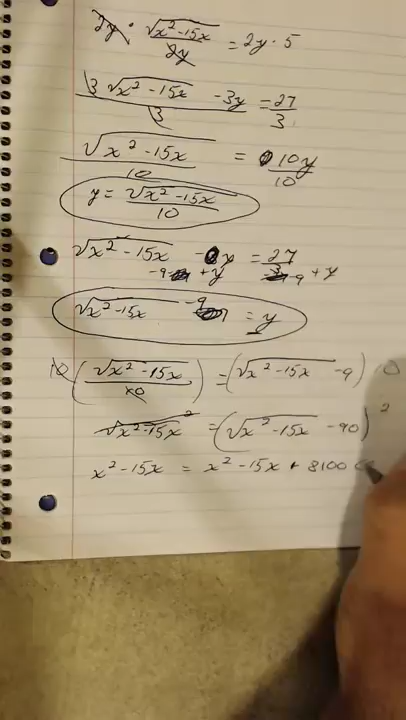 2y · √x²-15x / 2y = 2y · 5
3√x²-15x - 3y / 3 = 27 / 3
√x²-15x / 10 = 10y / 10
y = √x²-15x / 10
√x²-15x - y = 27
-9 + y -9 + y
√x²-15x -9 = y
10 ( √x²-15x / 10 ) = (√x²-15x -9) 0
√x²-15x ² = (√x²-15x - 90) ²
x²-15x = x²-15x + 8100